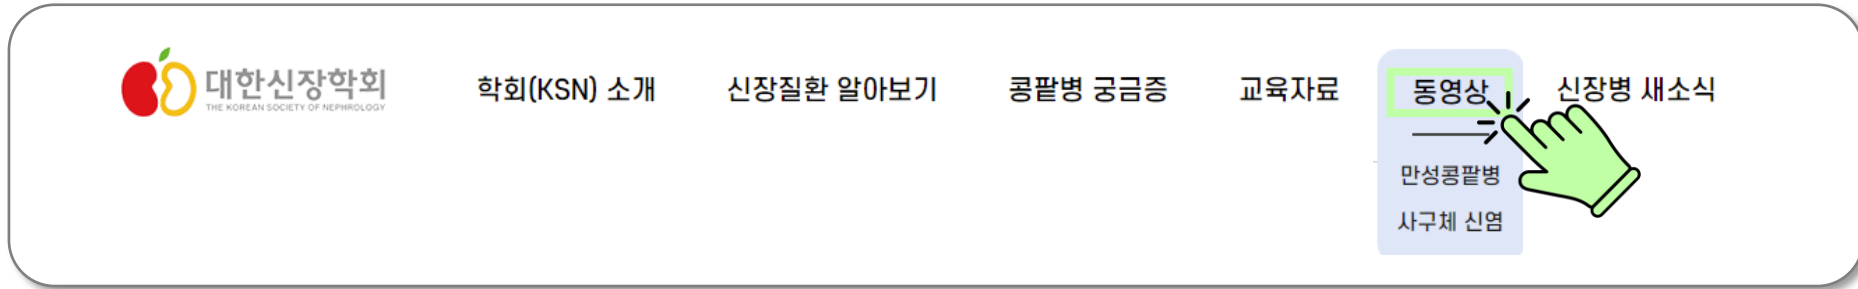 대한신장학회
THE KOREAN SOCIETY OF NEPHROLOGY
학회(KSN) 소개
신장질환 알아보기
콩팥병 궁금증
교육자료
동영상
신장병 새소식
만성콩팥병
사구체 신염